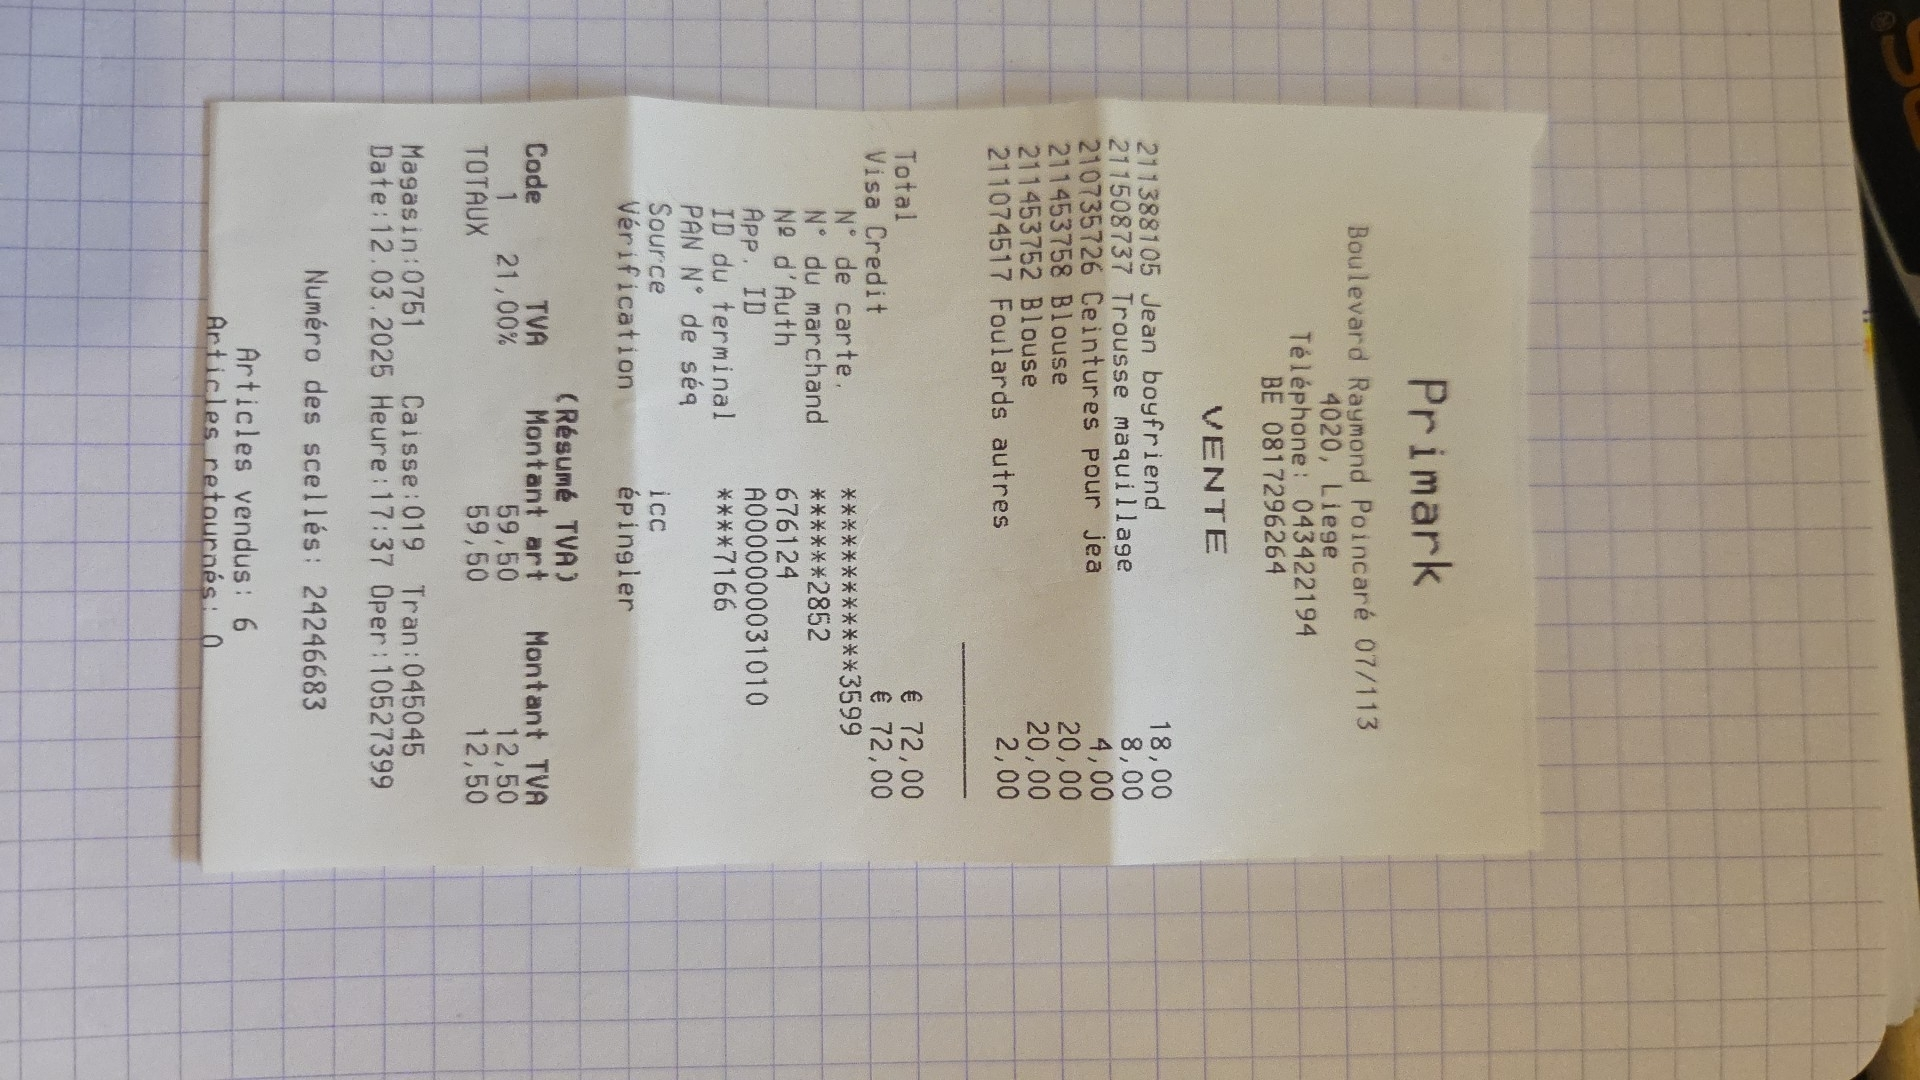 Primark
Boulevard Raymond Poincaré 07/113
4020, Liege
Téléphone: 043422194
BE 0817296264
VENTE
211388105 Jean boyfriend 18,00
211508737 Trousse maquillage 8,00
210735726 Ceintures pour jea 4,00
211453758 Blouse 20,00
211453752 Blouse 20,00
211074517 Foulards autres 2,00
Total € 72,00
Visa Credit € 72,00
N° de carte. ************3599
N° du marchand ******2852
Nº d'Auth 676124
App. ID A0000000031010
ID du terminal ****7166
PAN N° de séq
Source icc
Vérification épingler
(Résumé TVA)
Code TVA Montant art Montant TVA
1 21,00% 59,50 12,50
TOTAUX 59,50 12,50
Magasin:0751 Caisse:019 Tran:045045
Date:12.03.2025 Heure:17:37 Oper:10527399
Numéro des scellés: 24246683
Articles vendus: 6
Articles retournés: 0